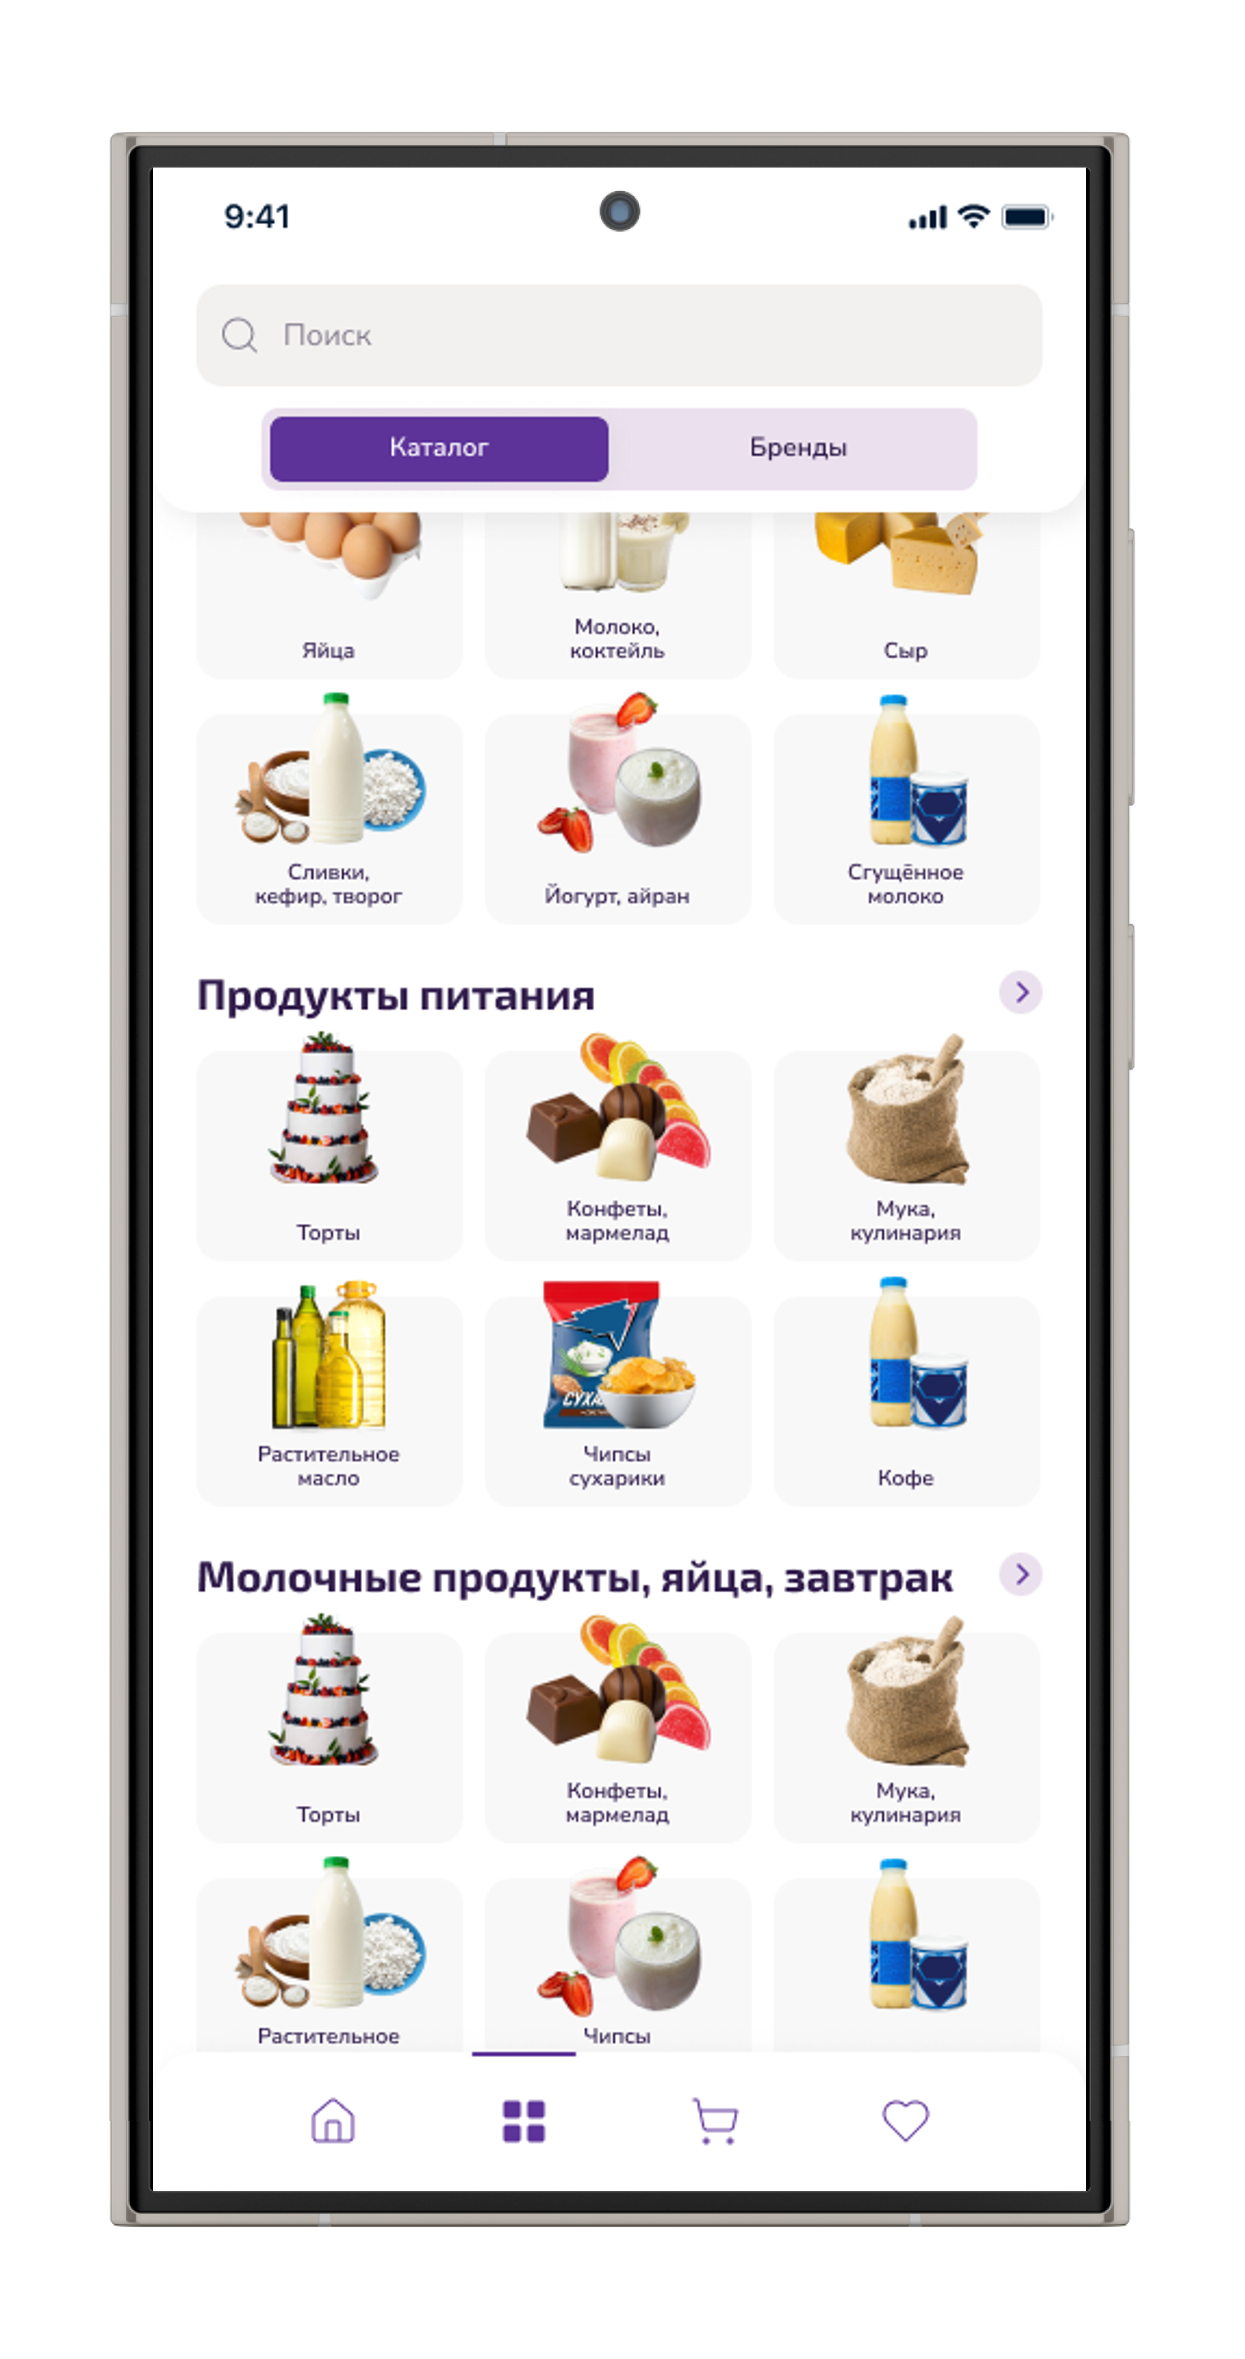 9:41
Поиск
Каталог
Бренды
Яйца
Молоко,
коктейль
Сыр
Сливки,
кефир, творог
Йогурт, айран
Сгущённое
молоко
Продукты питания
Торты
Конфеты,
мармелад
Мука,
кулинария
Растительное
масло
Чипсы
сухарики
Кофе
Молочные продукты, яйца, завтрак
Торты
Конфеты,
мармелад
Мука,
кулинария
Растительное
Чипсы